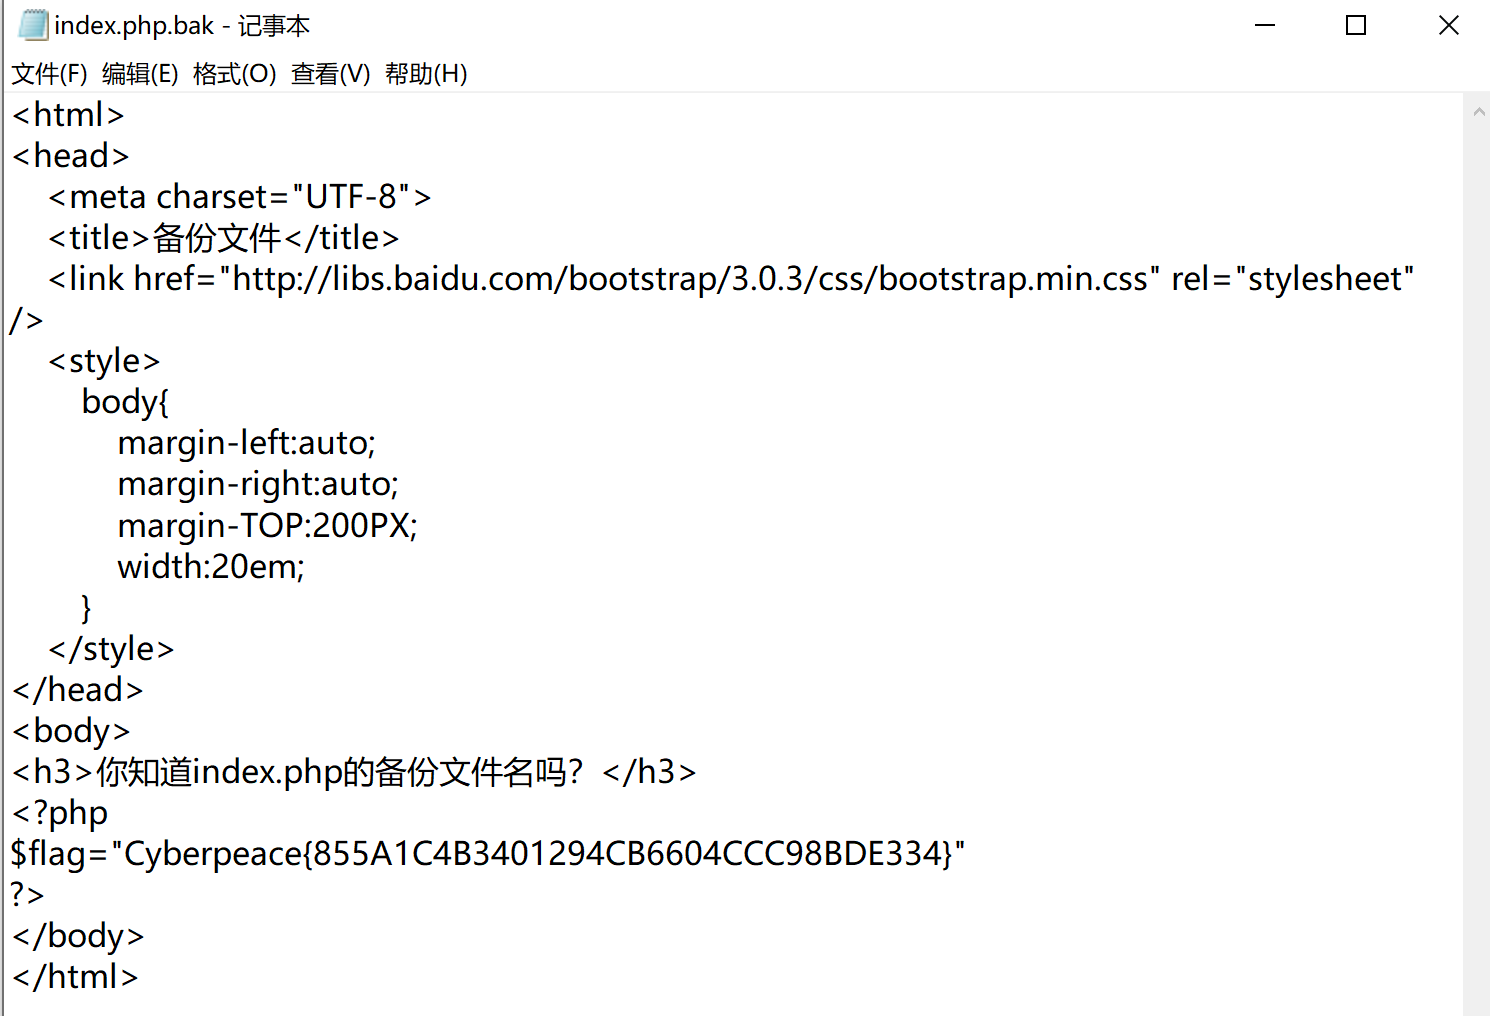 index.php.bak - 记事本
文件(F) 编辑(E) 格式(O) 查看(V) 帮助(H)
<html>
<head>
    <meta charset="UTF-8">
    <title>备份文件</title>
    <link href="http://libs.baidu.com/bootstrap/3.0.3/css/bootstrap.min.css" rel="stylesheet"
/>
    <style>
        body{
            margin-left:auto;
            margin-right:auto;
            margin-TOP:200PX;
            width:20em;
        }
    </style>
</head>
<body>
<h3>你知道index.php的备份文件名吗？</h3>
<?php
$flag="Cyberpeace{855A1C4B3401294CB6604CCC98BDE334}"
?>
</body>
</html>